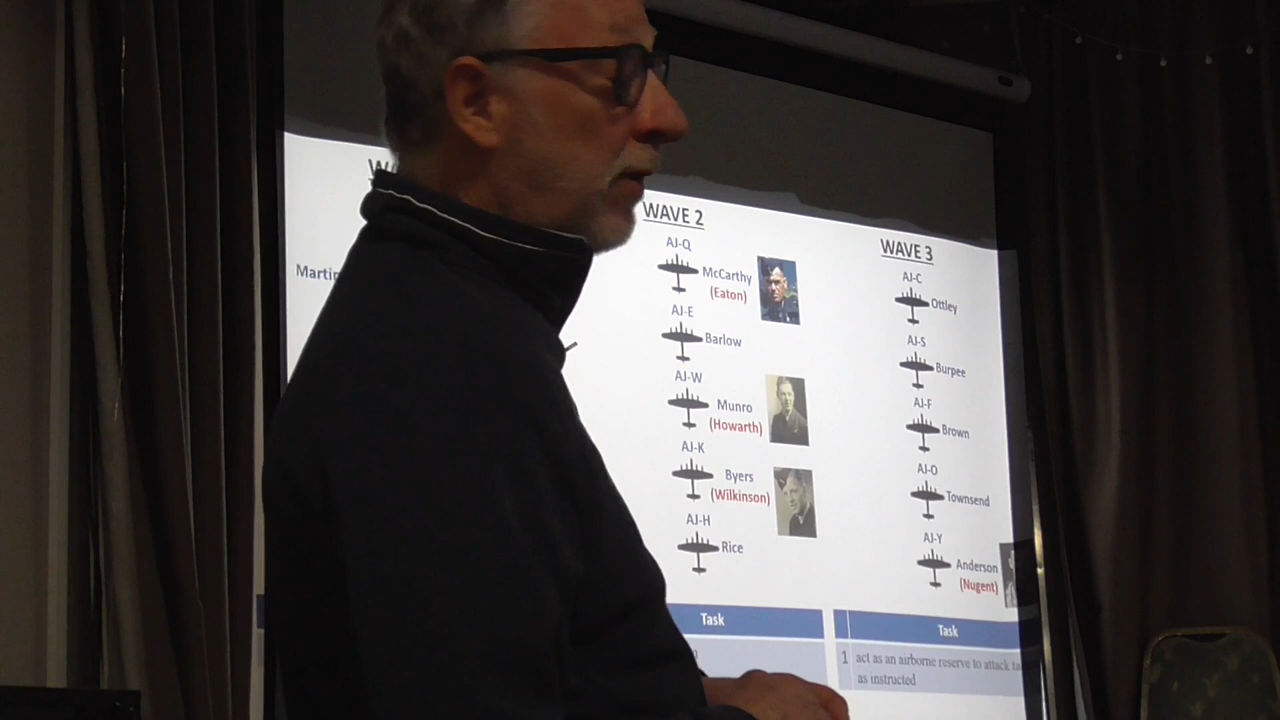 Martin
WAVE 2
AJ-Q
McCarthy
(Eaton)
AJ-E
Barlow
AJ-W
Munro
(Howarth)
AJ-K
Byers
(Wilkinson)
AJ-H
Rice
Task
WAVE 3
AJ-C
Ottley
AJ-S
Burpee
AJ-F
Brown
AJ-O
Townsend
AJ-Y
Anderson
(Nugent)
Task
1 act as an airborne reserve to attack
as instructed